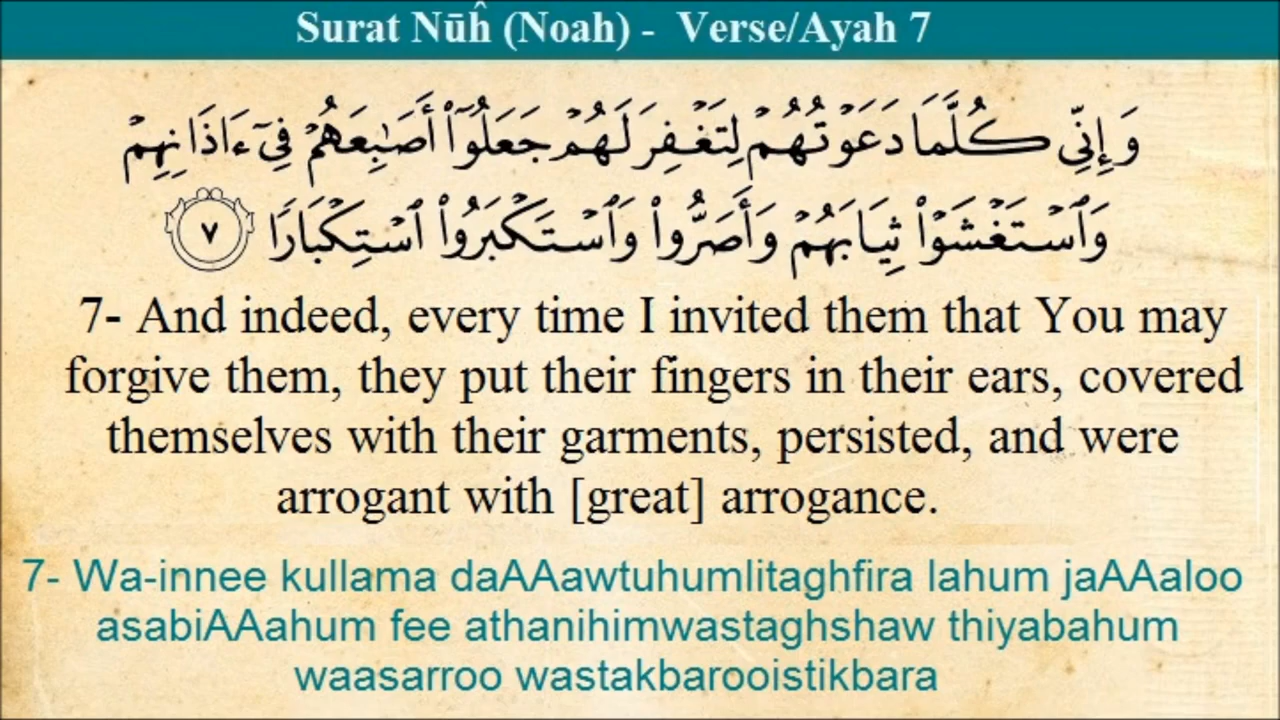 Surat Nūĥ (Noah) - Verse/Ayah 7
وَإِنِّي كُلَّمَا دَعَوْتُهُمْ لِتَغْفِرَ لَهُمْ جَعَلُوٓا۟ أَصَـٰبِعَهُمْ فِىٓ ءَاذَانِهِمْ
وَٱسْتَغْشَوْا۟ ثِيَابَهُمْ وَأَصَرُّوا۟ وَٱسْتَكْبَرُوا۟ ٱسْتِكْبَارًا ٧
7- And indeed, every time I invited them that You may
forgive them, they put their fingers in their ears, covered
themselves with their garments, persisted, and were
arrogant with [great] arrogance.
7- Wa-innee kullama daAAawtuhumlitaghfira lahum jaAAaloo
asabiAAahum fee athanihimwastaghshaw thiyabahum
waasarroo wastakbarooistikbara